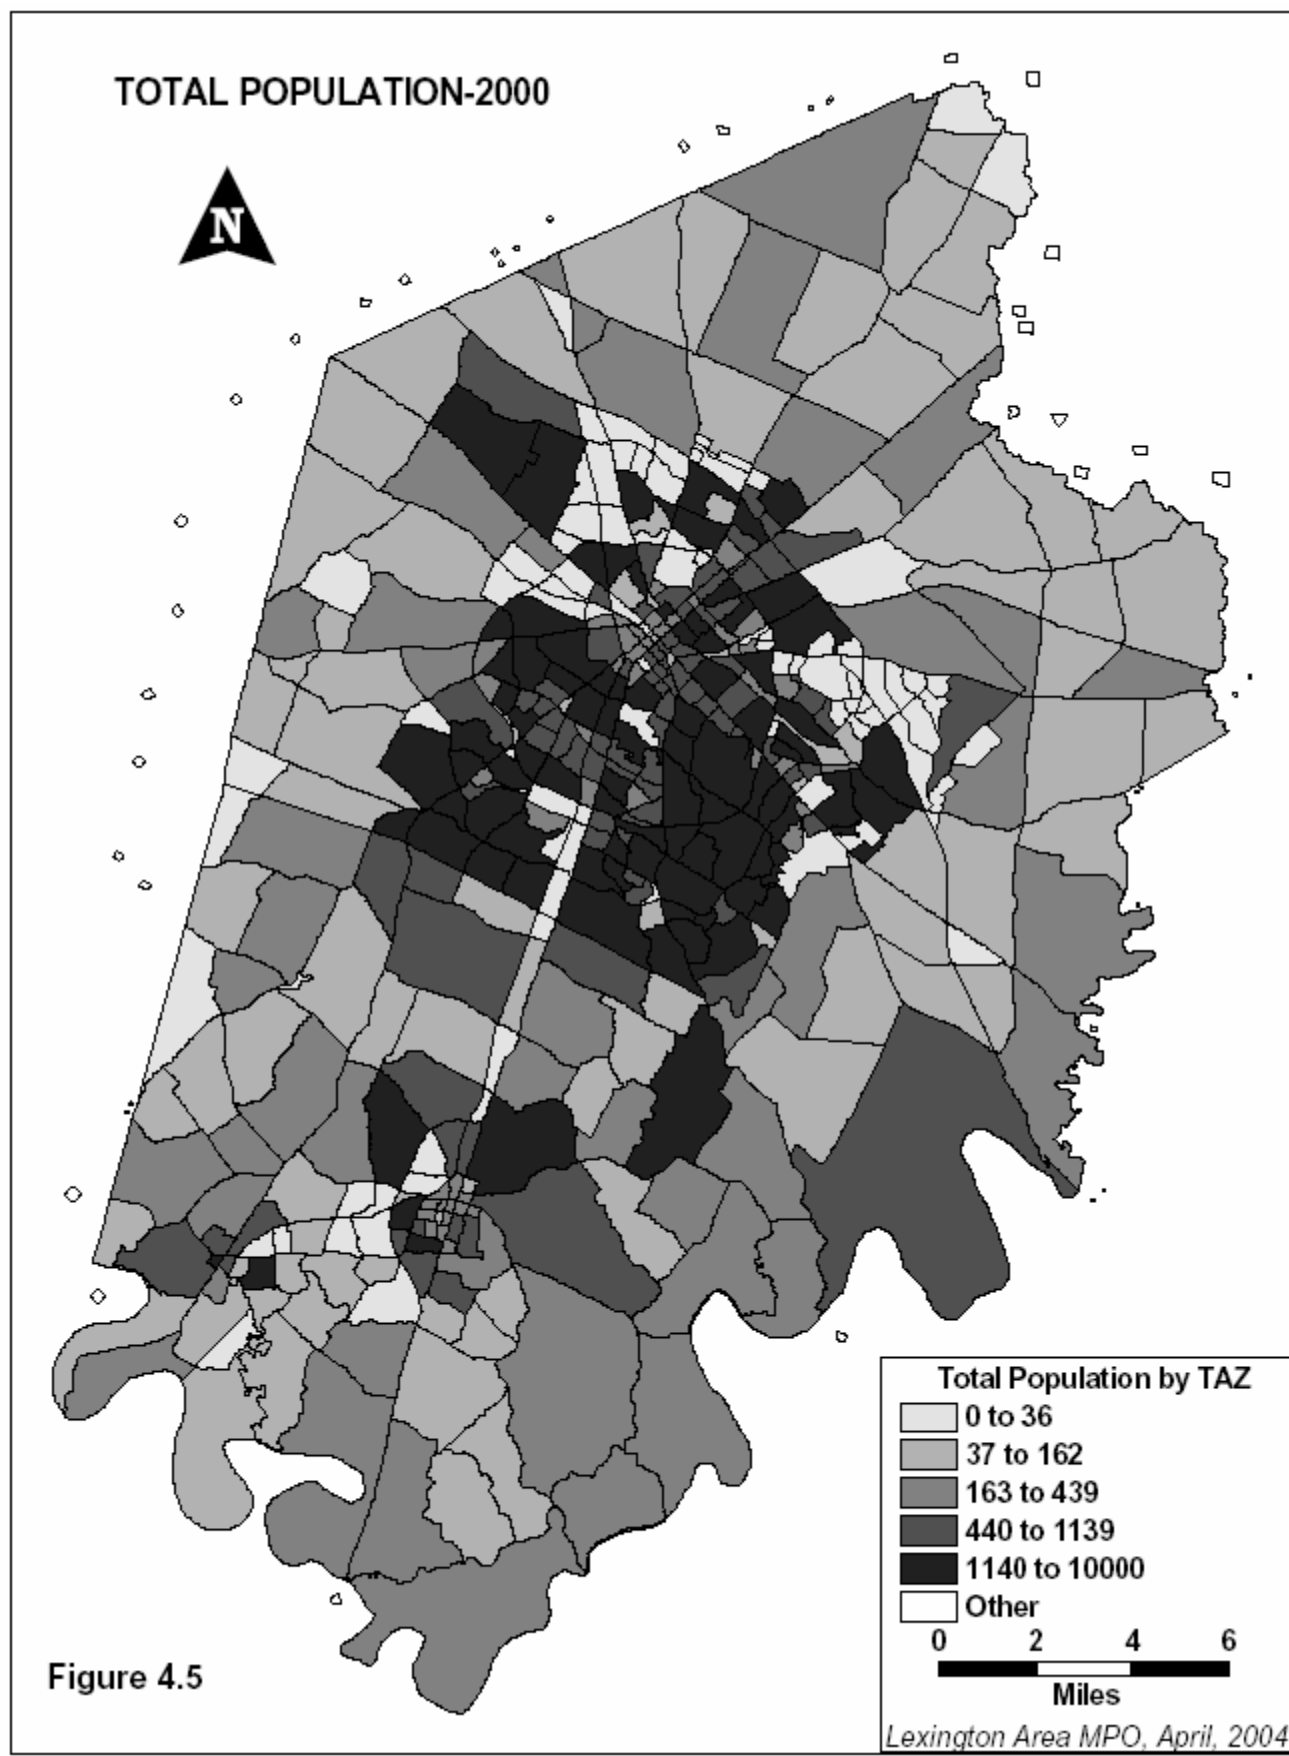 TOTAL POPULATION-2000
N
Total Population by TAZ
0 to 36
37 to 162
163 to 439
440 to 1139
1140 to 10000
Other
0 2 4 6
Miles
Figure 4.5
Lexington Area MPO, April, 2004